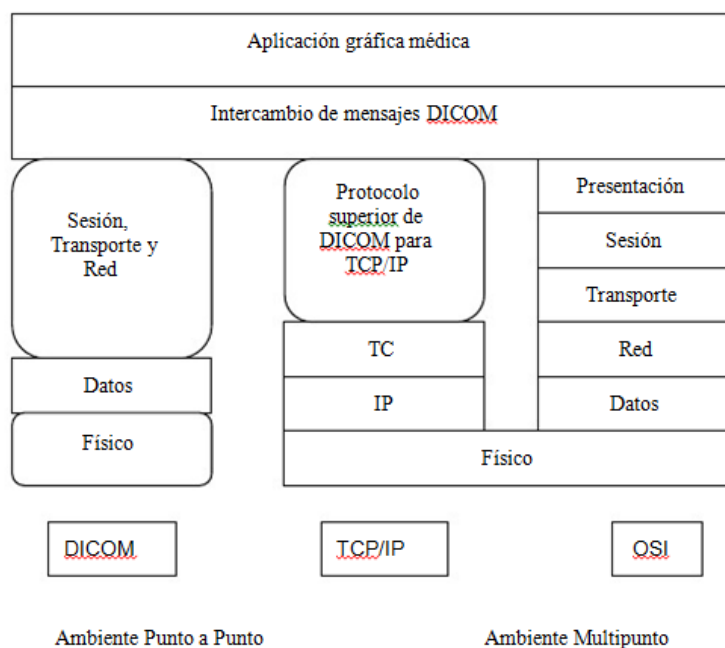 Aplicación gráfica médica
Intercambio de mensajes DICOM
Sesión,
Transporte y
Red
Datos
Físico
Protocolo
superior de
DICOM para
TCP/IP
TC
IP
Presentación
Sesión
Transporte
Red
Datos
Físico
DICOM
TCP/IP
OSI
Ambiente Punto a Punto
Ambiente Multipunto